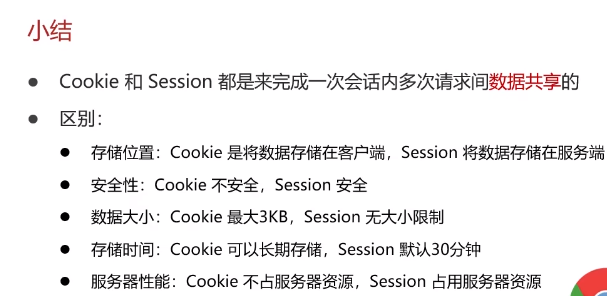 小结
● Cookie 和 Session 都是来完成一次会话内多次请求间数据共享的
● 区别：
● 存储位置：Cookie 是将数据存储在客户端，Session 将数据存储在服务端
● 安全性：Cookie 不安全，Session 安全
● 数据大小：Cookie 最大3KB，Session 无大小限制
● 存储时间：Cookie 可以长期存储，Session 默认30分钟
● 服务器性能：Cookie 不占服务器资源，Session 占用服务器资源